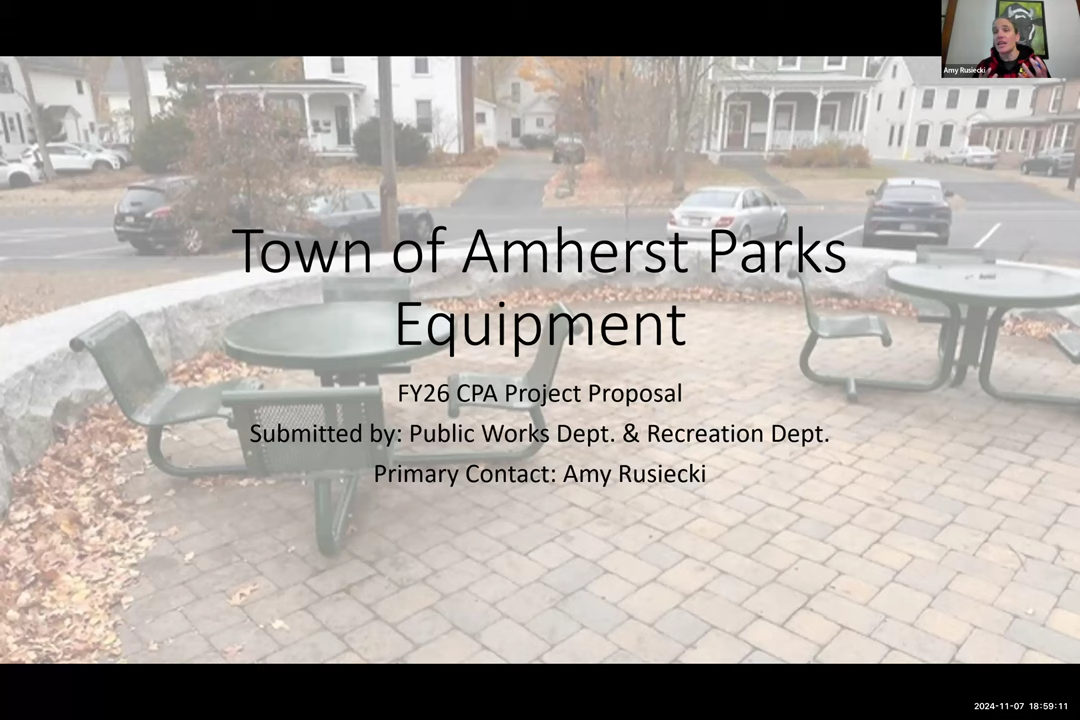 Amy Rusiecki
Town of Amherst Parks
Equipment
FY26 CPA Project Proposal
Submitted by: Public Works Dept. & Recreation Dept.
Primary Contact: Amy Rusiecki
2024-11-07 18:59:11